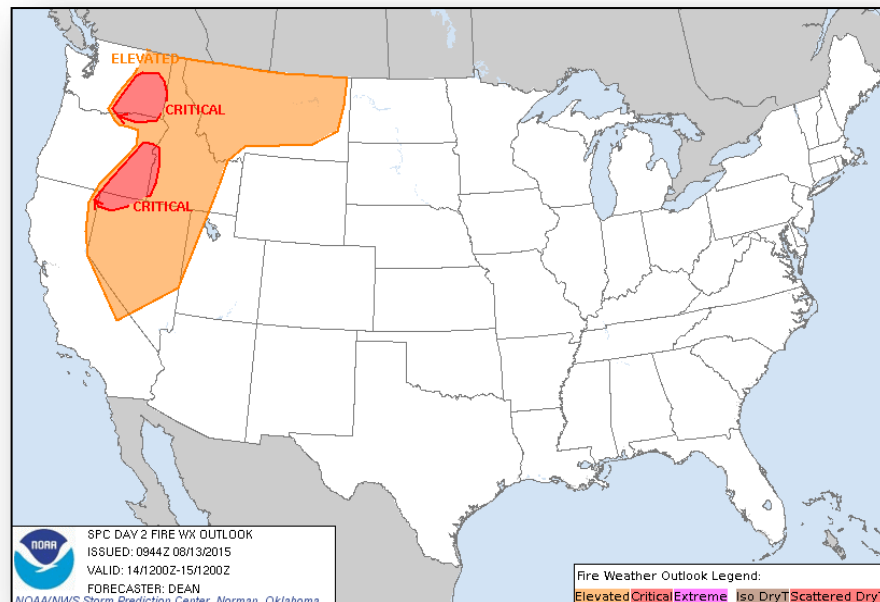 ELEVATED
CRITICAL
CRITICAL
NOAA
SPC DAY 2 FIRE WX OUTLOOK
ISSUED: 0944Z 08/13/2015
VALID: 14/1200Z-15/1200Z
FORECASTER: DEAN
NOAA/NWS Storm Prediction Center, Norman, Oklahoma
Fire Weather Outlook Legend:
Elevated Critical Extreme Iso DryT Scattered DryT